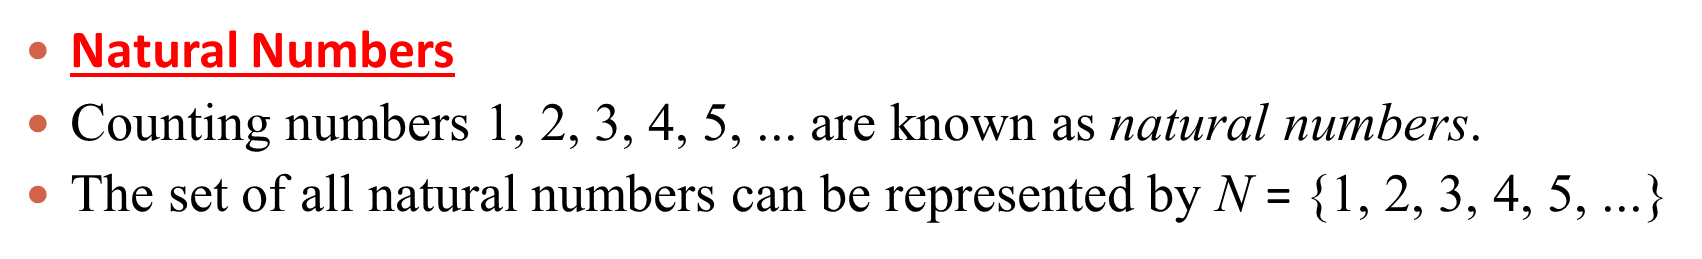 • Natural Numbers
• Counting numbers 1, 2, 3, 4, 5, ... are known as natural numbers.
• The set of all natural numbers can be represented by N = {1, 2, 3, 4, 5, ...}